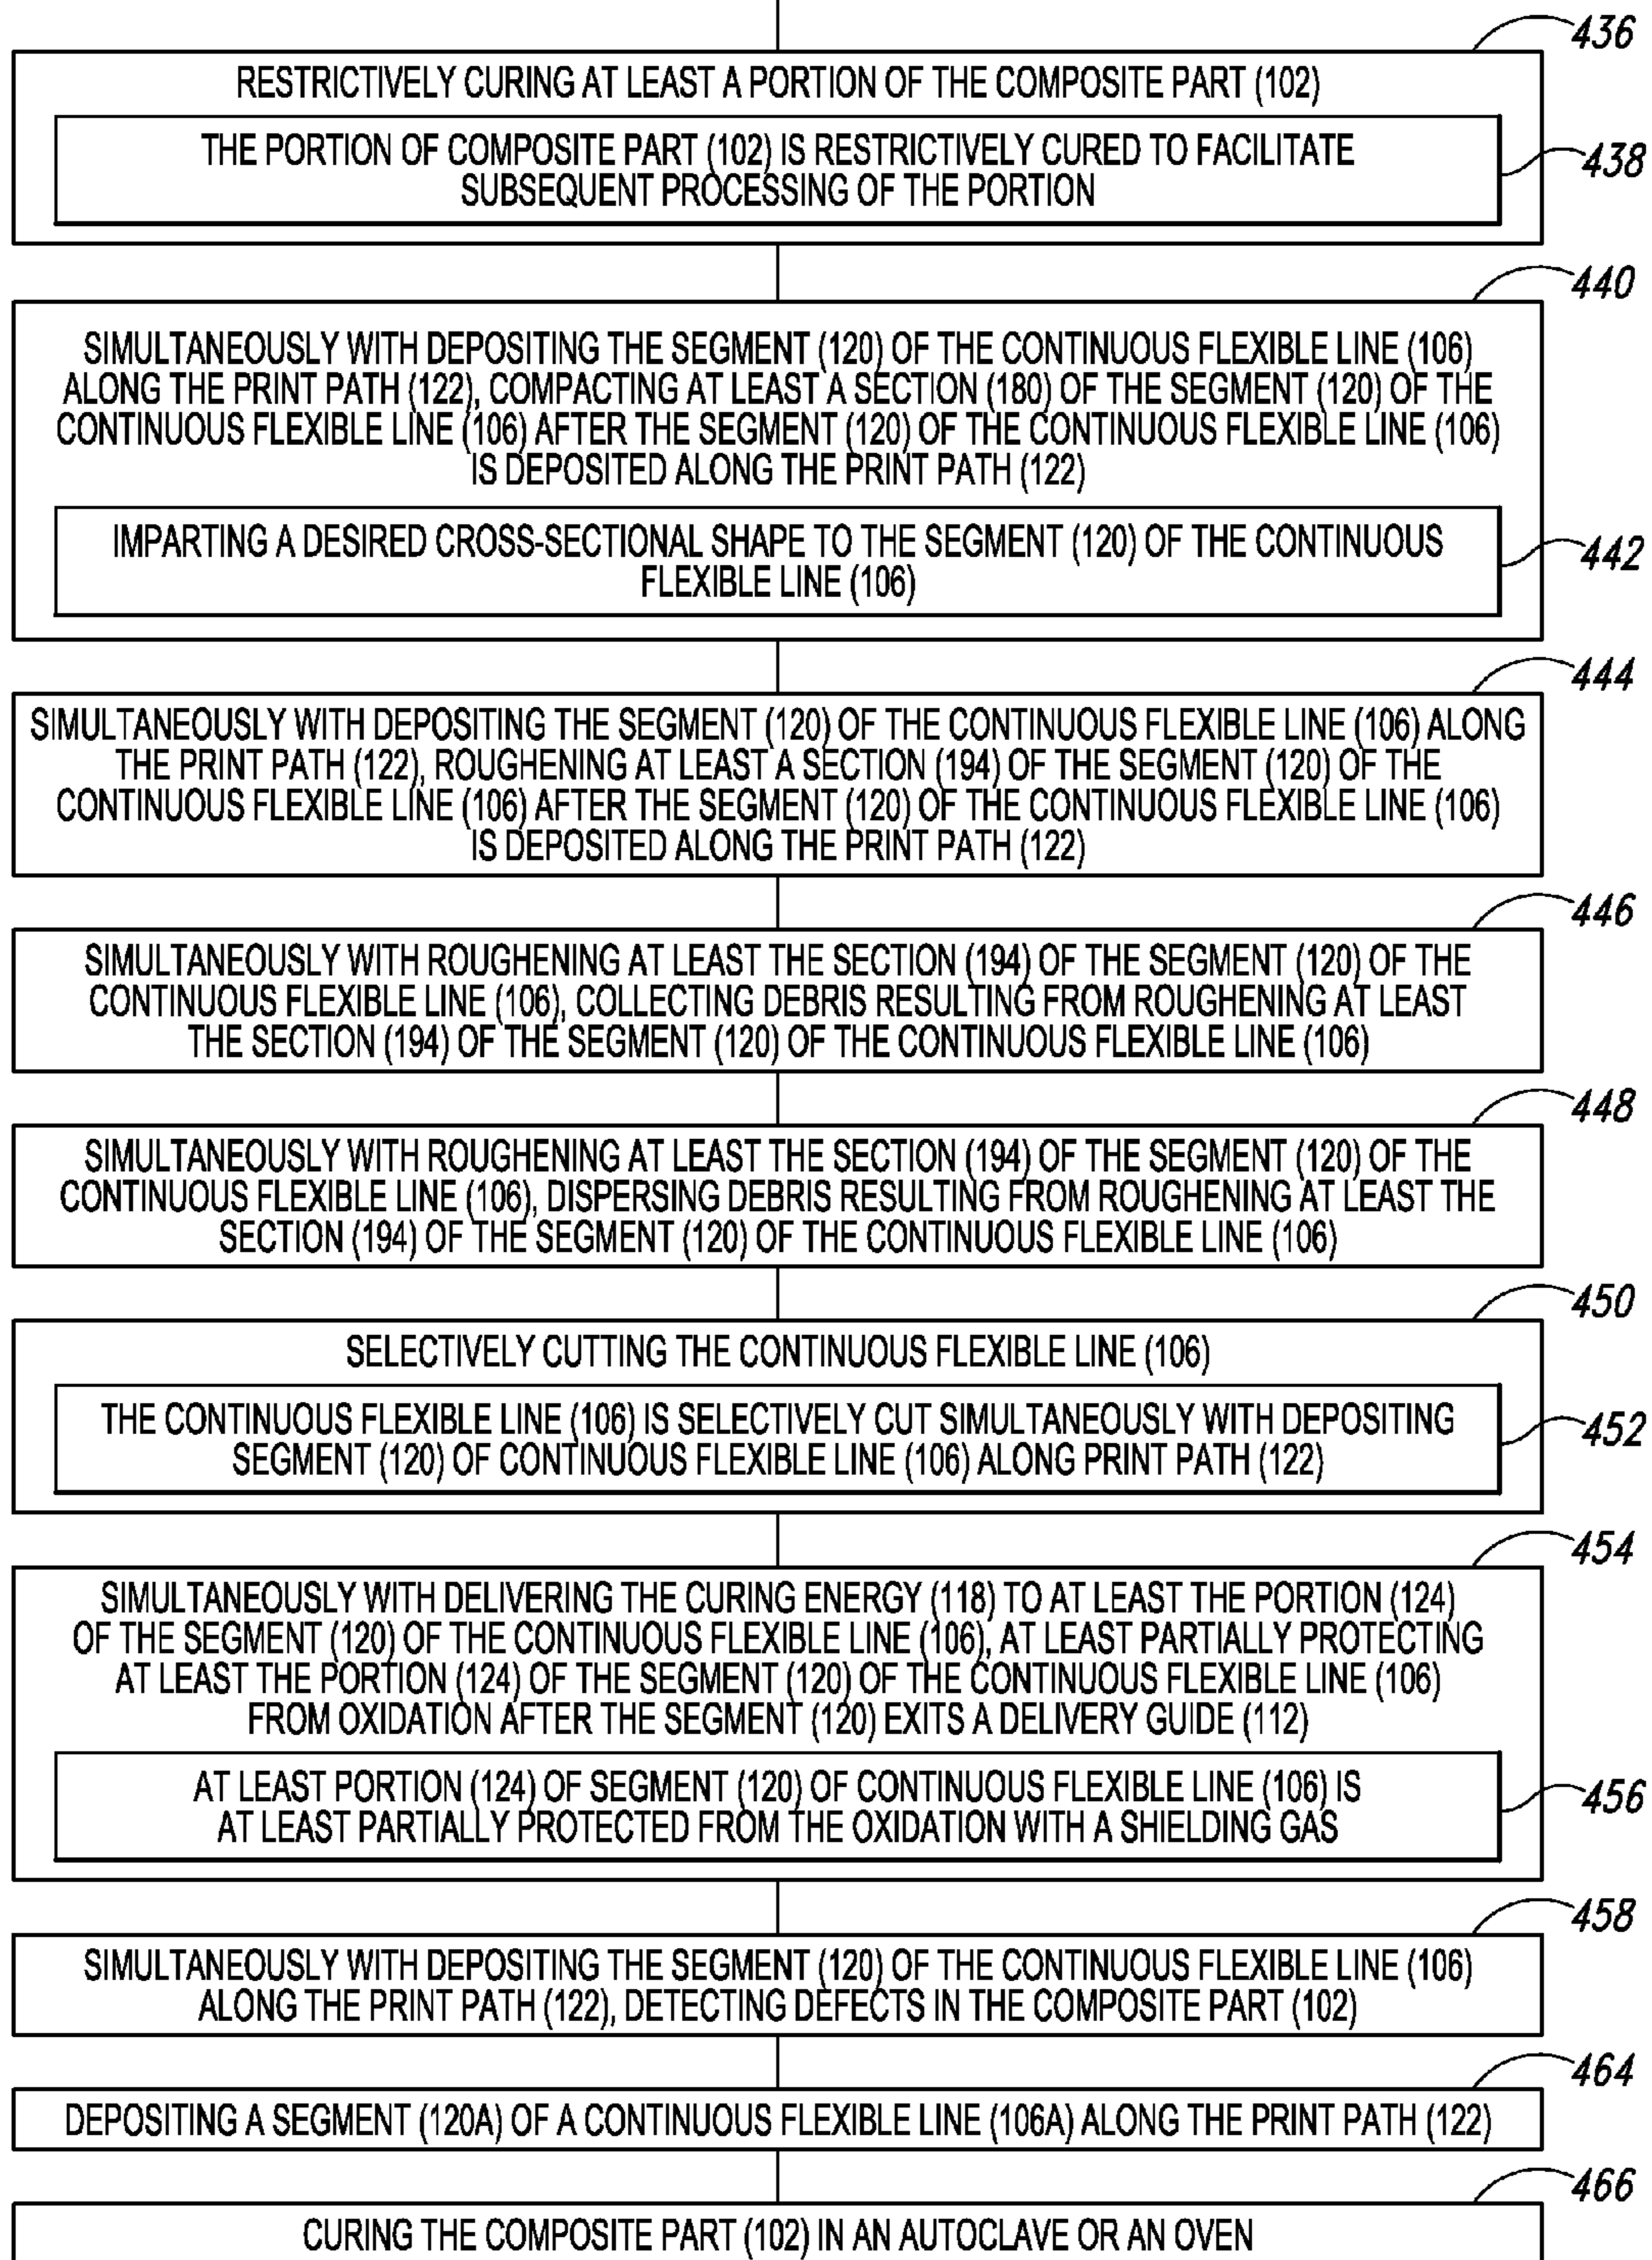 436
RESTRICTIVELY CURING AT LEAST A PORTION OF THE COMPOSITE PART (102)
THE PORTION OF COMPOSITE PART (102) IS RESTRICTIVELY CURED TO FACILITATE
SUBSEQUENT PROCESSING OF THE PORTION
438
440
SIMULTANEOUSLY WITH DEPOSITING THE SEGMENT (120) OF THE CONTINUOUS FLEXIBLE LINE (106)
ALONG THE PRINT PATH (122), COMPACTING AT LEAST A SECTION (180) OF THE SEGMENT (120) OF THE
CONTINUOUS FLEXIBLE LINE (106) AFTER THE SEGMENT (120) OF THE CONTINUOUS FLEXIBLE LINE (106)
IS DEPOSITED ALONG THE PRINT PATH (122)
IMPARTING A DESIRED CROSS-SECTIONAL SHAPE TO THE SEGMENT (120) OF THE CONTINUOUS
FLEXIBLE LINE (106)
442
444
SIMULTANEOUSLY WITH DEPOSITING THE SEGMENT (120) OF THE CONTINUOUS FLEXIBLE LINE (106) ALONG
THE PRINT PATH (122), ROUGHENING AT LEAST A SECTION (194) OF THE SEGMENT (120) OF THE
CONTINUOUS FLEXIBLE LINE (106) AFTER THE SEGMENT (120) OF THE CONTINUOUS FLEXIBLE LINE (106)
IS DEPOSITED ALONG THE PRINT PATH (122)
446
SIMULTANEOUSLY WITH ROUGHENING AT LEAST THE SECTION (194) OF THE SEGMENT (120) OF THE
CONTINUOUS FLEXIBLE LINE (106), COLLECTING DEBRIS RESULTING FROM ROUGHENING AT LEAST
THE SECTION (194) OF THE SEGMENT (120) OF THE CONTINUOUS FLEXIBLE LINE (106)
448
SIMULTANEOUSLY WITH ROUGHENING AT LEAST THE SECTION (194) OF THE SEGMENT (120) OF THE
CONTINUOUS FLEXIBLE LINE (106), DISPERSING DEBRIS RESULTING FROM ROUGHENING AT LEAST THE
SECTION (194) OF THE SEGMENT (120) OF THE CONTINUOUS FLEXIBLE LINE (106)
450
SELECTIVELY CUTTING THE CONTINUOUS FLEXIBLE LINE (106)
THE CONTINUOUS FLEXIBLE LINE (106) IS SELECTIVELY CUT SIMULTANEOUSLY WITH DEPOSITING
SEGMENT (120) OF CONTINUOUS FLEXIBLE LINE (106) ALONG PRINT PATH (122)
452
454
SIMULTANEOUSLY WITH DELIVERING THE CURING ENERGY (118) TO AT LEAST THE PORTION (124)
OF THE SEGMENT (120) OF THE CONTINUOUS FLEXIBLE LINE (106), AT LEAST PARTIALLY PROTECTING
AT LEAST THE PORTION (124) OF THE SEGMENT (120) OF THE CONTINUOUS FLEXIBLE LINE (106)
FROM OXIDATION AFTER THE SEGMENT (120) EXITS A DELIVERY GUIDE (112)
AT LEAST PORTION (124) OF SEGMENT (120) OF CONTINUOUS FLEXIBLE LINE (106) IS
AT LEAST PARTIALLY PROTECTED FROM THE OXIDATION WITH A SHIELDING GAS
456
458
SIMULTANEOUSLY WITH DEPOSITING THE SEGMENT (120) OF THE CONTINUOUS FLEXIBLE LINE (106)
ALONG THE PRINT PATH (122), DETECTING DEFECTS IN THE COMPOSITE PART (102)
464
DEPOSITING A SEGMENT (120A) OF A CONTINUOUS FLEXIBLE LINE (106A) ALONG THE PRINT PATH (122)
466
CURING THE COMPOSITE PART (102) IN AN AUTOCLAVE OR AN OVEN